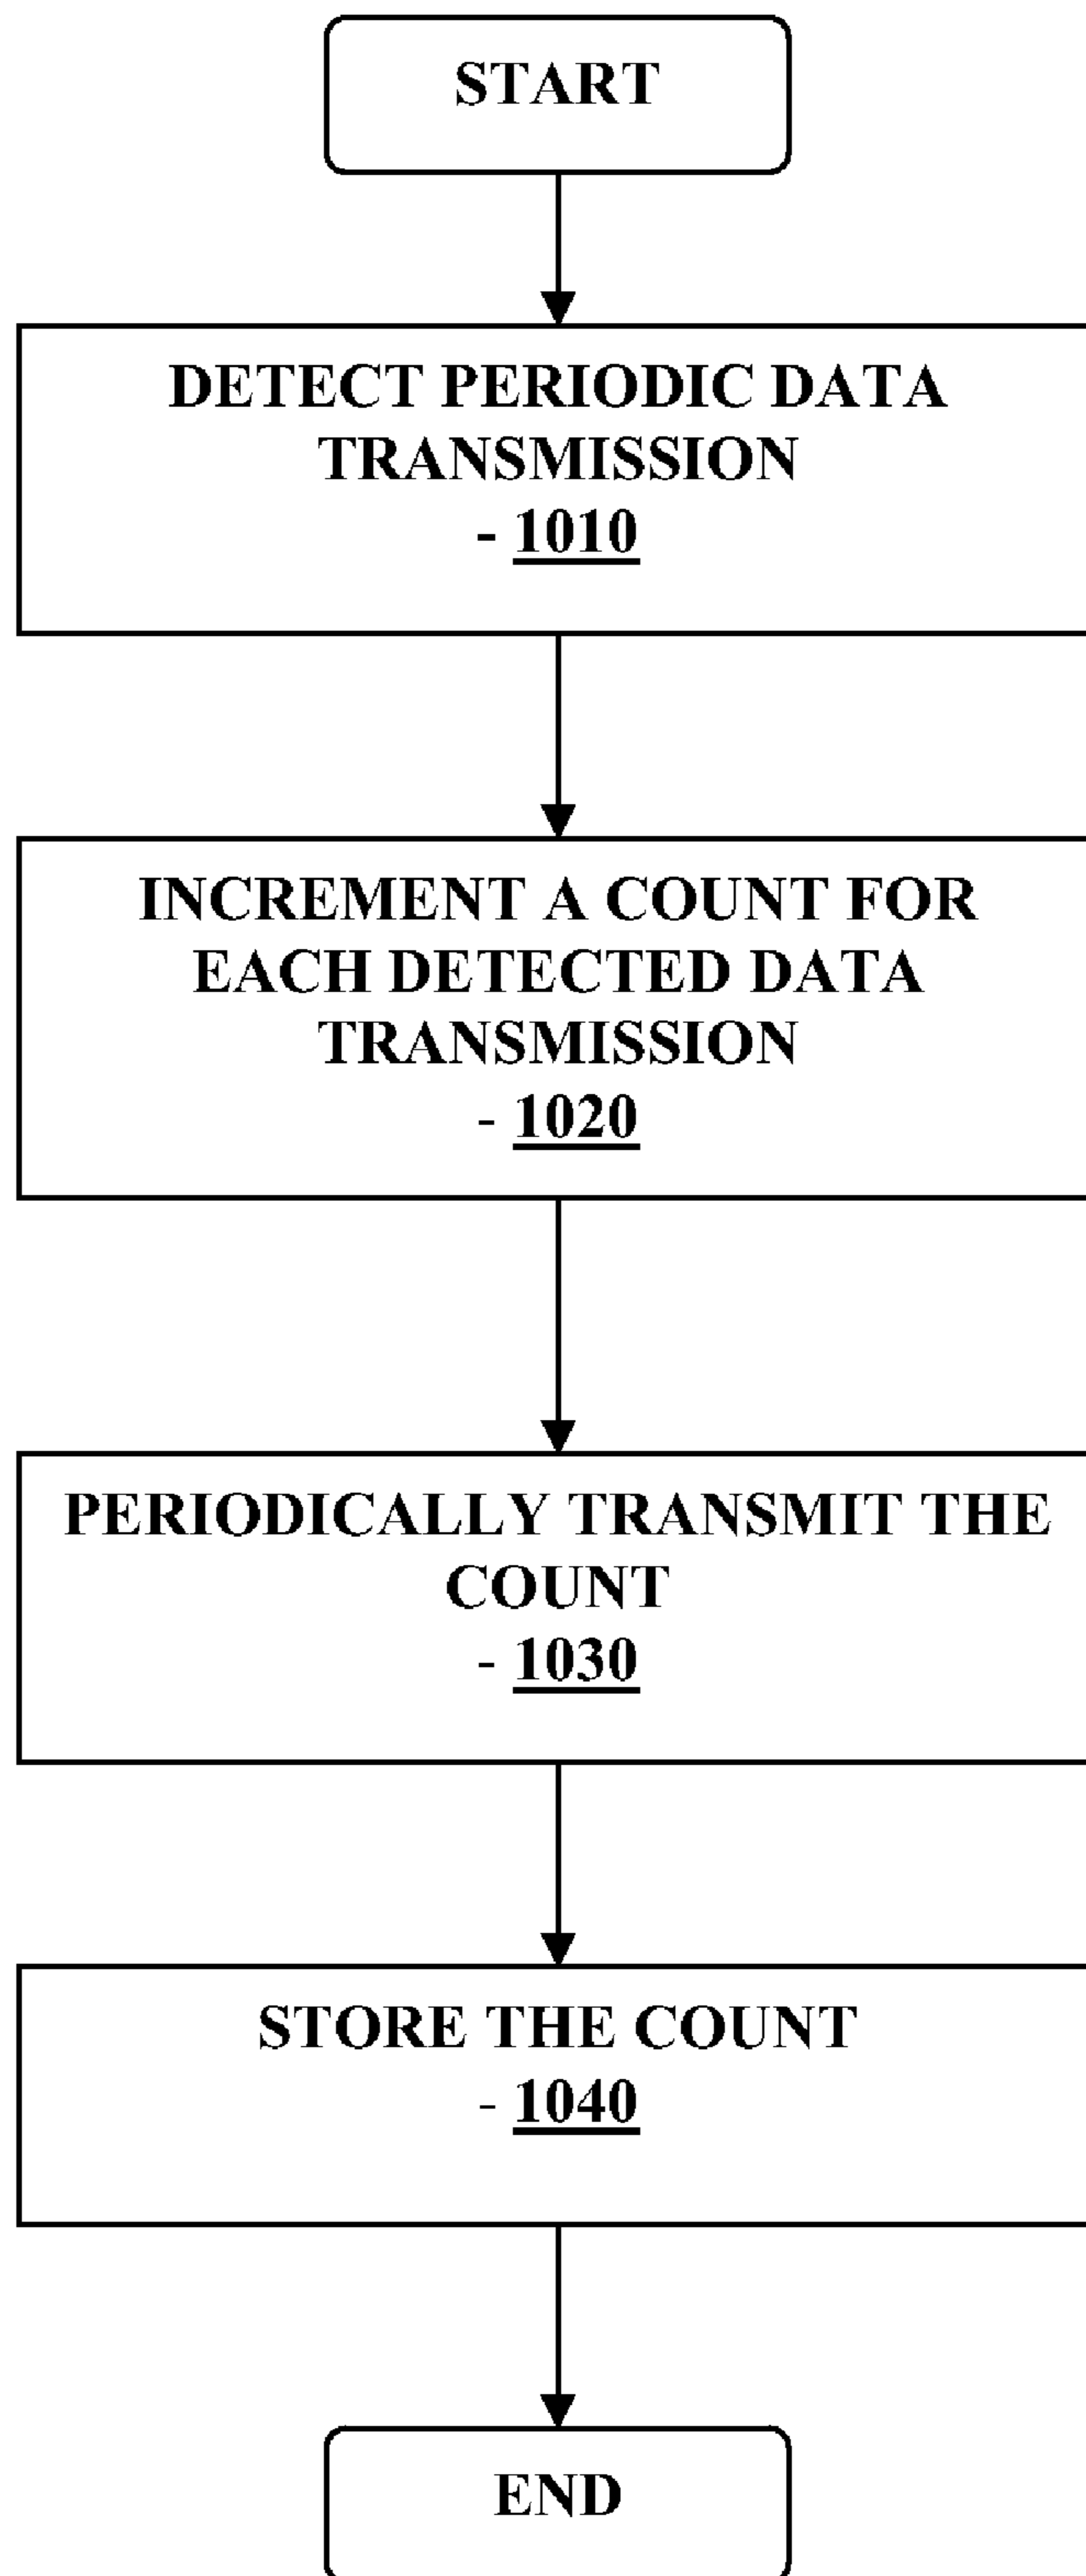 START
DETECT PERIODIC DATA
TRANSMISSION
- 1010
INCREMENT A COUNT FOR
EACH DETECTED DATA
TRANSMISSION
- 1020
PERIODICALLY TRANSMIT THE
COUNT
- 1030
STORE THE COUNT
- 1040
END